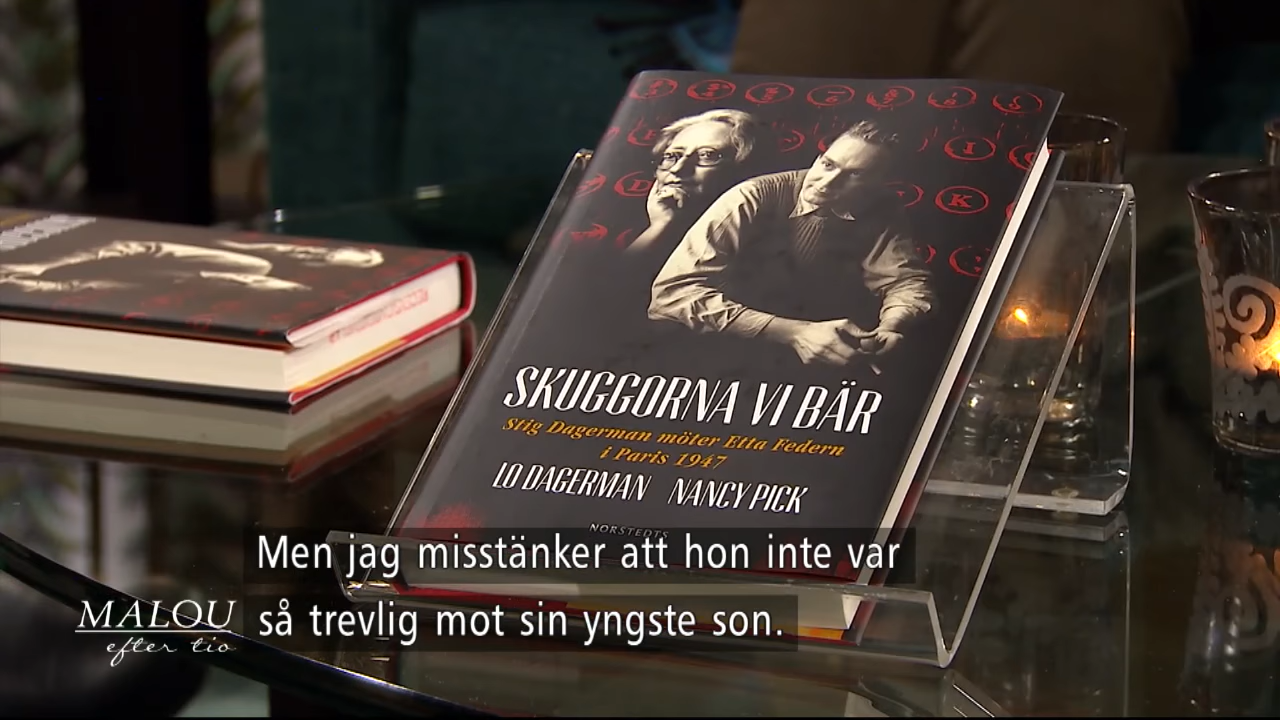 SKUGGORNA VI BÄR
Stig Dagerman möter Etta Federn
i Paris 1947
LO DAGERMAN NANCY PICK
NORSTEDTS
Men jag misstänker att hon inte var
så trevlig mot sin yngste son.
MALOU
efter tio